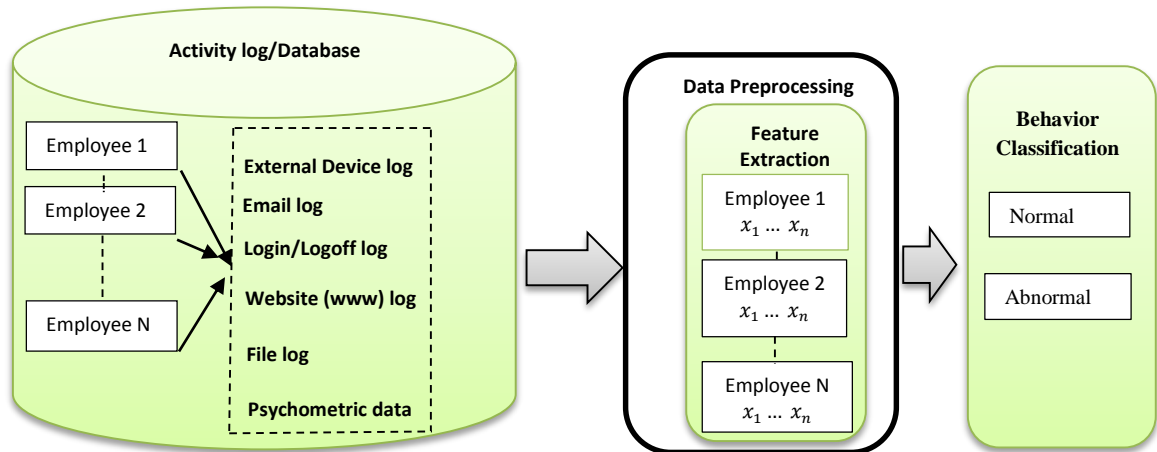 Activity log/Database
Employee 1
Employee 2
Employee N
External Device log
Email log
Login/Logoff log
Website (www) log
File log
Psychometric data
Data Preprocessing
Feature
Extraction
Employee 1
x₁ ... xₙ
Employee 2
x₁ ... xₙ
Employee N
x₁ ... xₙ
Behavior
Classification
Normal
Abnormal